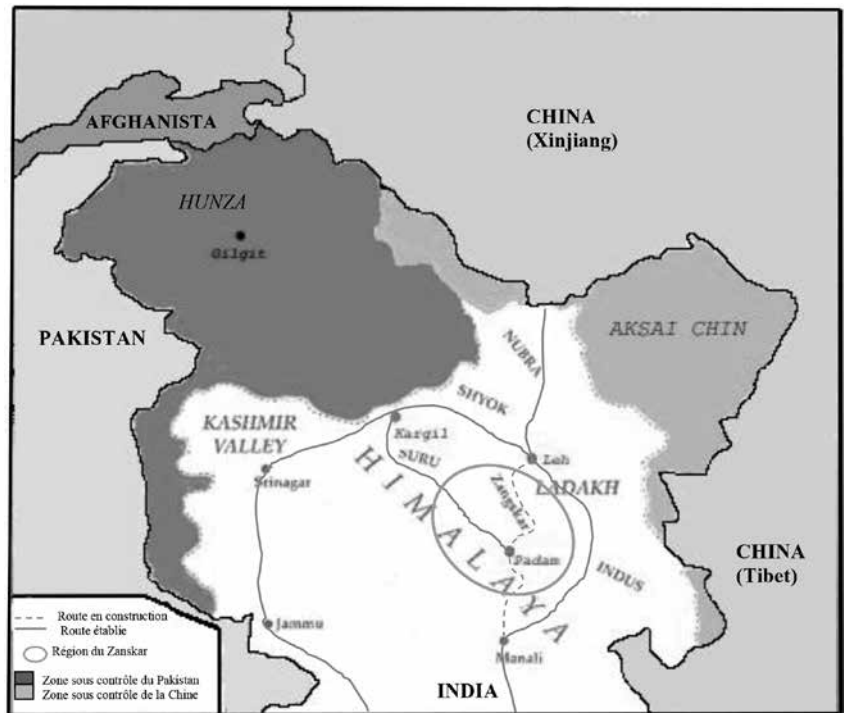 AFGHANISTA
CHINA
(Xinjiang)
HUNZA
Gilgit
PAKISTAN
AKSAI CHIN
NUBRA
SHYOK
KASHMIR
VALLEY
Kargil
SURU
Leh
Srinagar
Zangskar
LADAKH
HIMALAYA
Padam
INDUS
CHINA
(Tibet)
Jammu
Manali
INDIA
Route en construction
Route établie
Région du Zanskar
Zone sous contrôle du Pakistan
Zone sous contrôle de la Chine